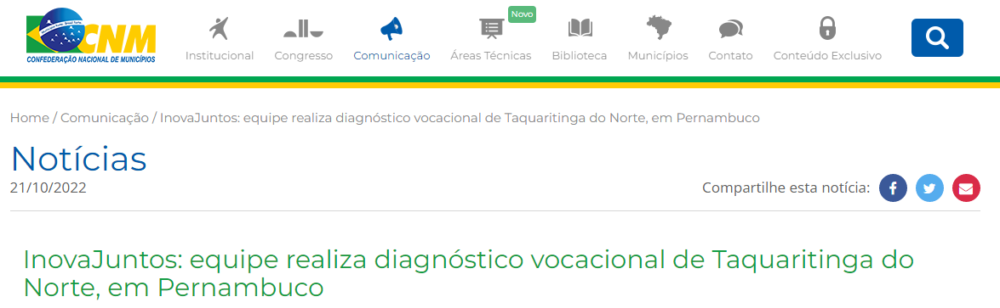 CNM
CONFEDERAÇÃO NACIONAL DE MUNICÍPIOS
Institucional
Congresso
Comunicação
Novo
Áreas Técnicas
Biblioteca
Municípios
Contato
Conteúdo Exclusivo
Home / Comunicação / InovaJuntos: equipe realiza diagnóstico vocacional de Taquaritinga do Norte, em Pernambuco
Notícias
21/10/2022
Compartilhe esta notícia:
InovaJuntos: equipe realiza diagnóstico vocacional de Taquaritinga do
Norte, em Pernambuco